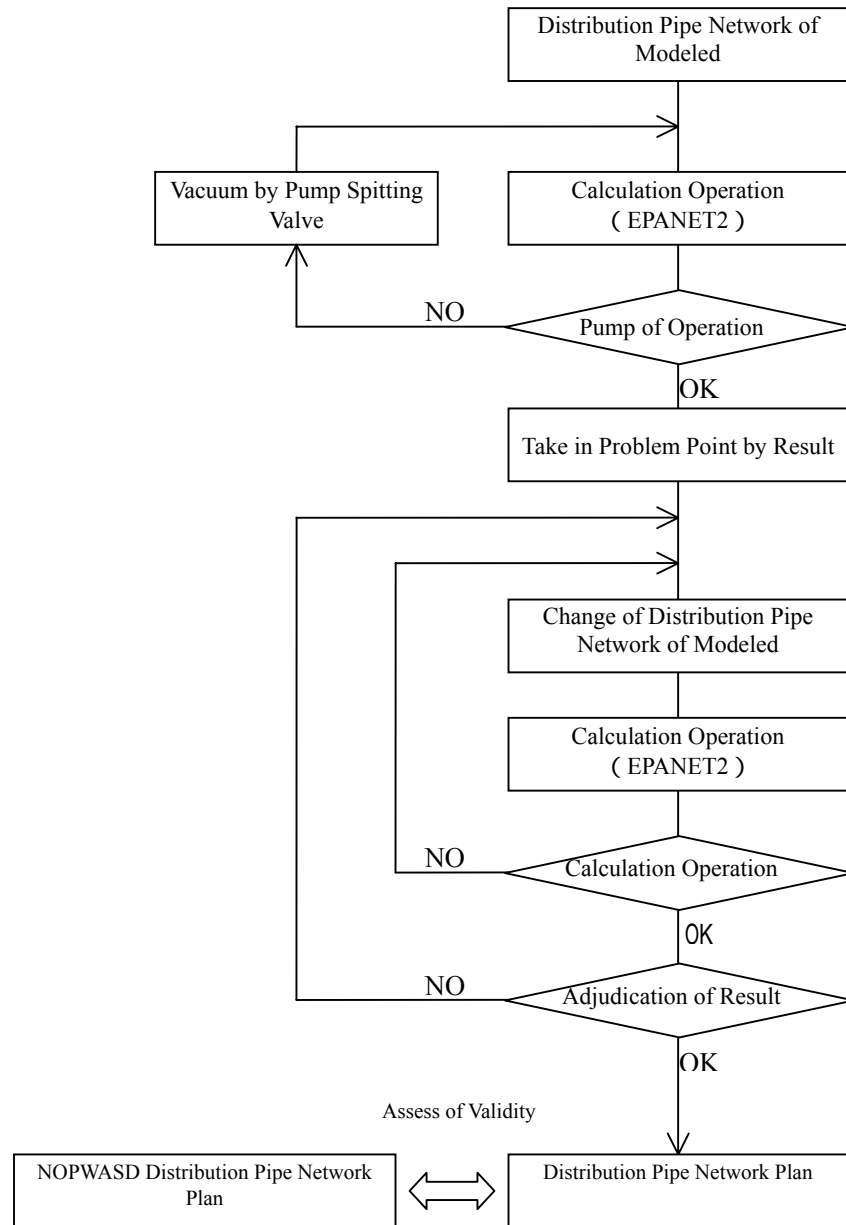 Distribution Pipe Network of
Modeled
Vacuum by Pump Spitting
Valve
Calculation Operation
( EPANET2 )
NO
Pump of Operation
OK
Take in Problem Point by Result
Change of Distribution Pipe
Network of Modeled
Calculation Operation
( EPANET2 )
NO
Calculation Operation
OK
NO
Adjudication of Result
OK
Assess of Validity
NOPWASD Distribution Pipe Network
Plan
Distribution Pipe Network Plan